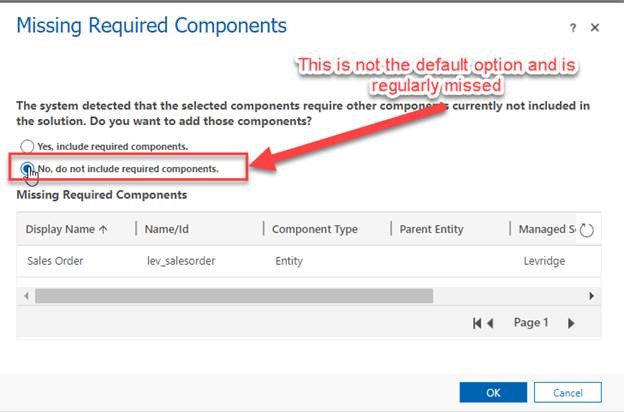 Missing Required Components
? ×
This is not the default option and is
regularly missed
The system detected that the selected components require other components currently not included in
the solution. Do you want to add those components?
Yes, include required components.
No, do not include required components.
Missing Required Components
Display Name ↑ Name/Id Component Type Parent Entity Managed S
Sales Order lev_salesorder Entity Levridge
Page 1
OK Cancel